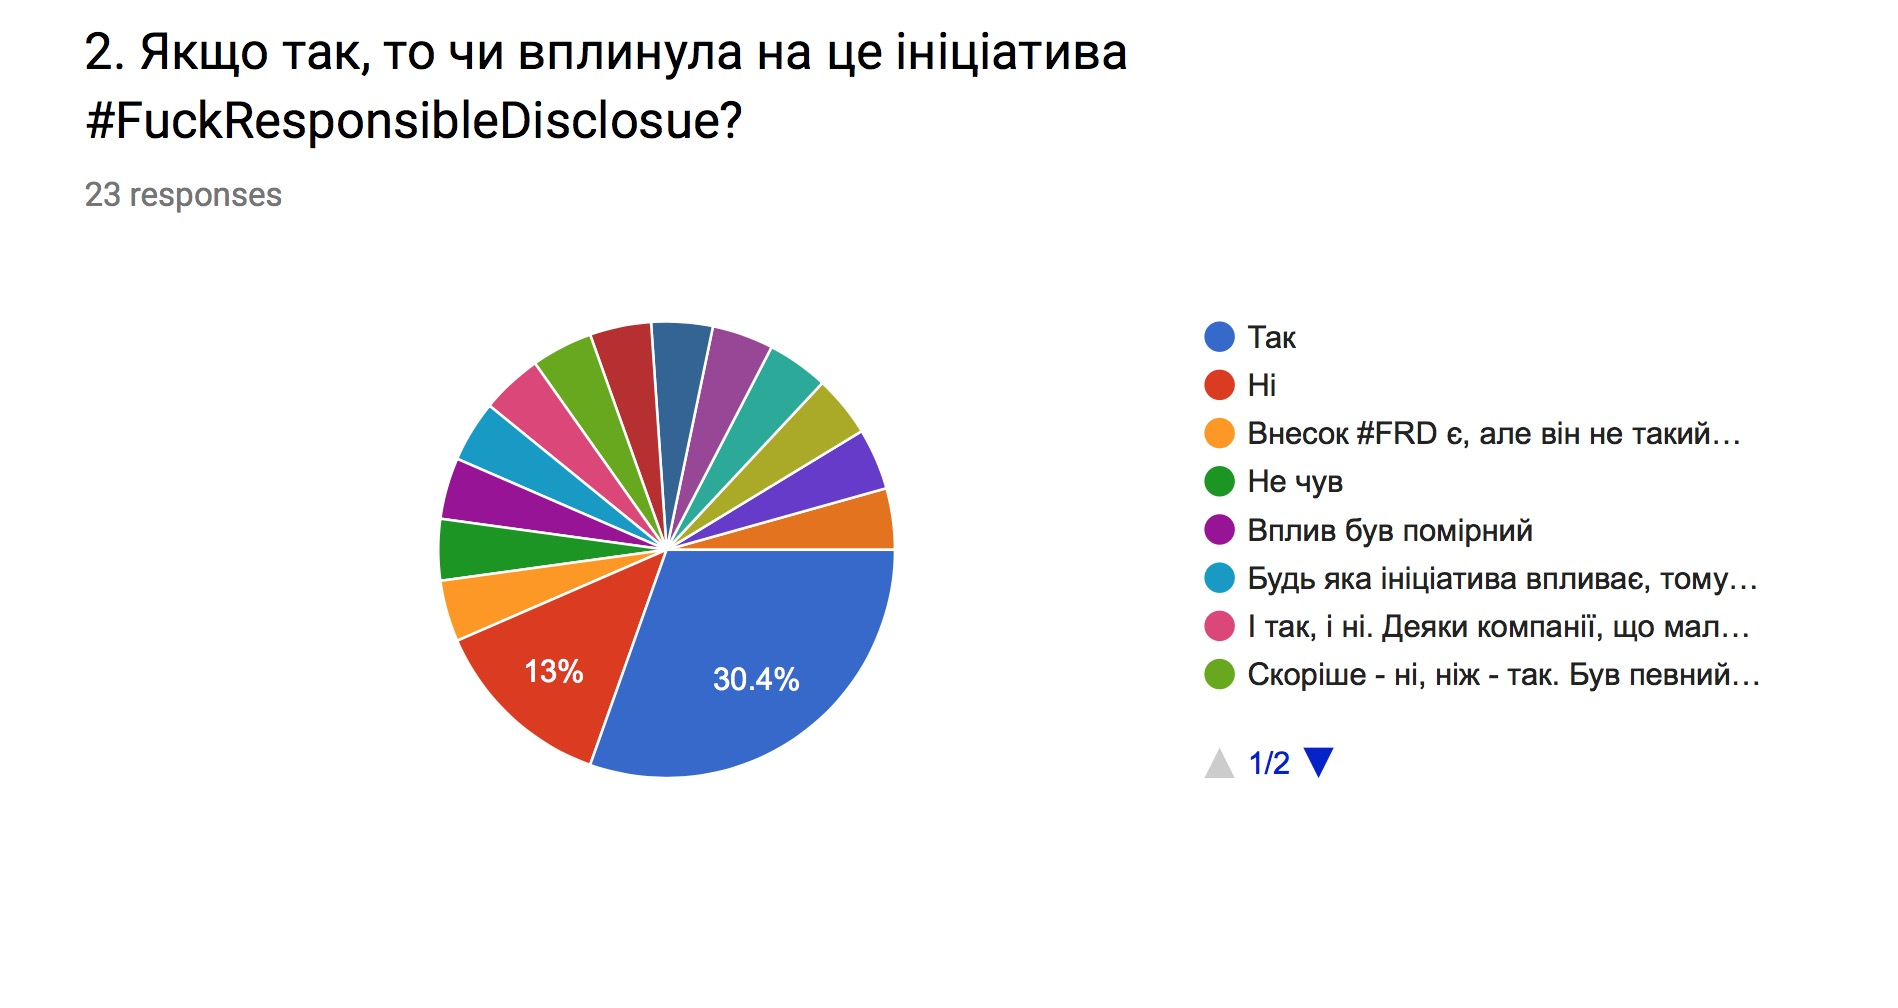 2. Якщо так, то чи вплинула на це ініціатива
#FuckResponsibleDisclosue?
23 responses
13%
30.4%
Так
Ні
Внесок #FRD є, але він не такий...
Не чув
Вплив був помірний
Будь яка ініціатива впливає, тому...
І так, і ні. Деяки компанії, що мал...
Скоріше - ні, ніж - так. Був певний...
1/2